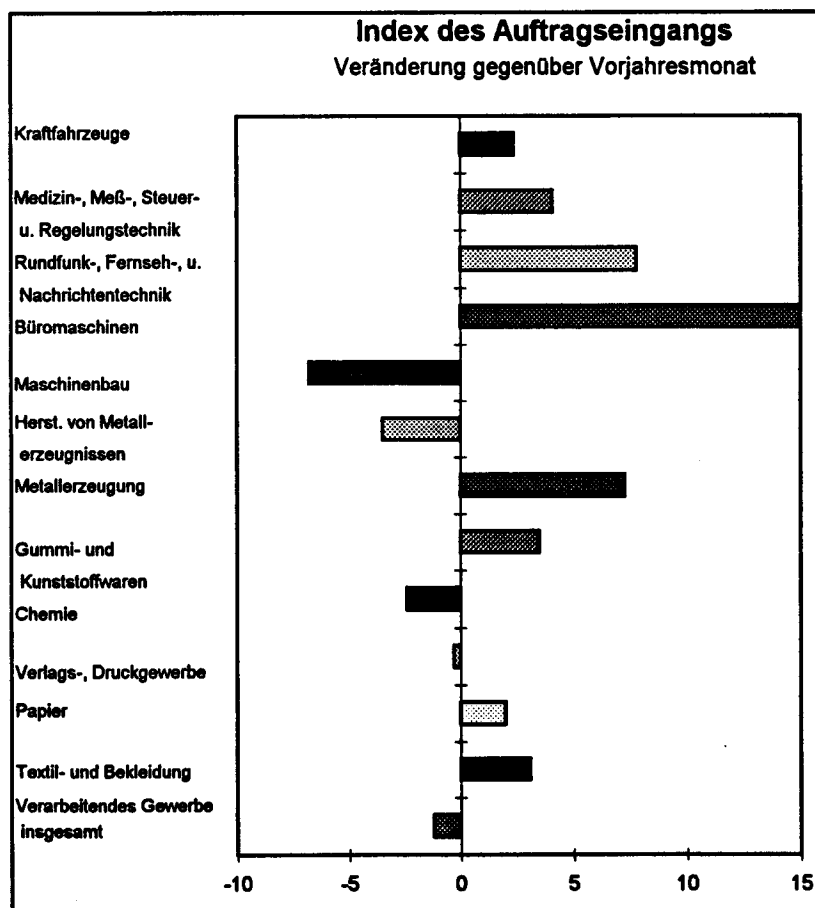 Index des Auftragseingangs
Veränderung gegenüber Vorjahresmonat
Kraftfahrzeuge
Medizin-, Meß-, Steuer-
u. Regelungstechnik
Rundfunk-, Fernseh-, u.
Nachrichtentechnik
Büromaschinen
Maschinenbau
Herst. von Metall-
erzeugnissen
Metallerzeugung
Gummi- und
Kunststoffwaren
Chemie
Verlags-, Druckgewerbe
Papier
Textil- und Bekleidung
Verarbeitendes Gewerbe
insgesamt
-10 -5 0 5 10 15